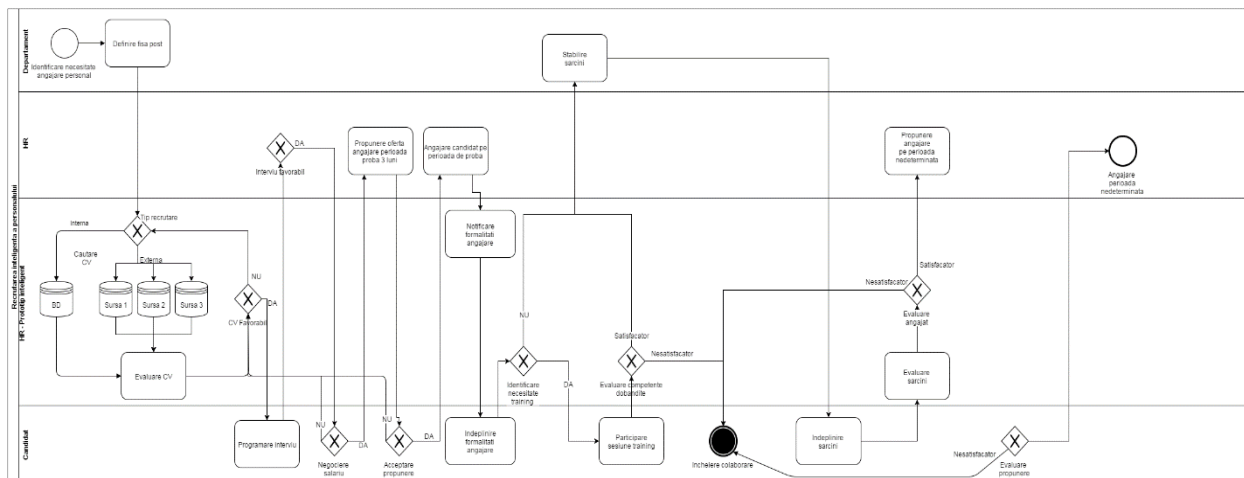 Recrutarea inteligenta a personalului
Departament
Identificare necesitate
angajare personal
Definire fisa post
Stabilire
sarcini
HR
Interviu favorabil
DA
Propunere oferta
angajare perioada
proba 3 luni
Angajare candidat pe
perioada de proba
Propunere
angajare
pe perioada
nedeterminata
Angajare
perioada
nedeterminata
HR - Prototip inteligent
Interna
Tip recrutare
Cautare
CV
Externa
BD
Sursa 1
Sursa 2
Sursa 3
NU
DA
CV Favorabil
Evaluare CV
Notificare
formalitati
angajare
NU
Identificare
necesitate
training
DA
Satisfacator
Nesatisfacator
Evaluare competente
dobandite
Satisfacator
Nesatisfacator
Evaluare
angajat
Evaluare
sarcini
Candidat
Programare interviu
NU
DA
Negociere
salariu
NU
DA
Acceptare
propunere
Indeplinire
formalitati
angajare
Participare
sesiune training
Incheiere colaborare
Indeplinire
sarcini
Nesatisfacator
Evaluare
propunere